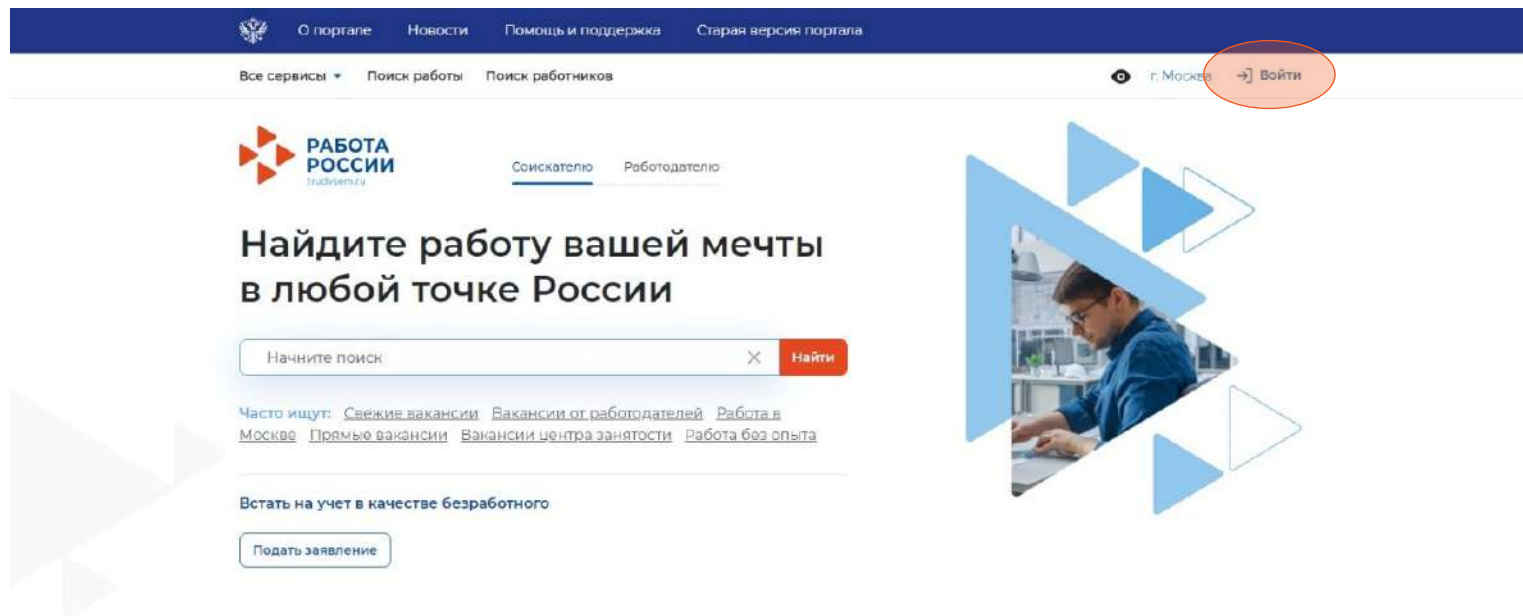 О портале Новости Помощь и поддержка Старая версия портала
Все сервисы Поиск работы Поиск работников г. Москва Войти
РАБОТА
РОССИИ
trudvsem.ru
Соискателю Работодателю
Найдите работу вашей мечты
в любой точке России
Начните поиск Найти
Часто ищут: Свежие вакансии Вакансии от работодателей Работа в
Москве Прямые вакансии Вакансии центра занятости Работа без опыта
Встать на учет в качестве безработного
Подать заявление